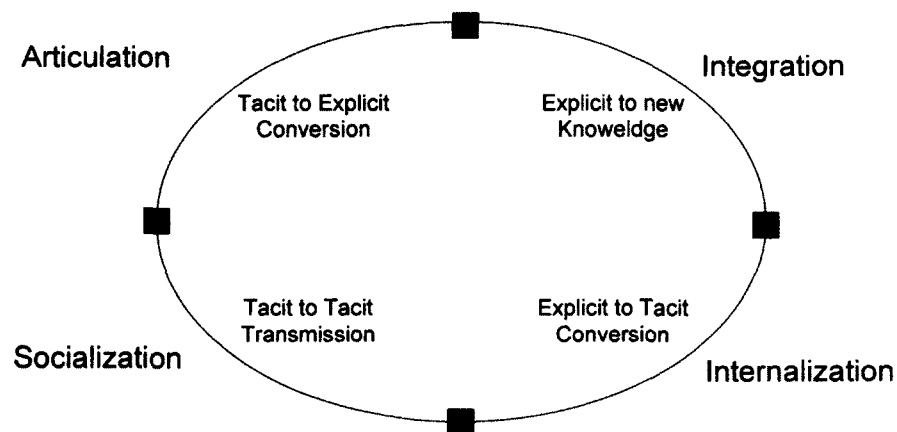 Articulation
Integration
Tacit to Explicit
Conversion
Explicit to new
Knoweldge
Tacit to Tacit
Transmission
Explicit to Tacit
Conversion
Socialization
Internalization